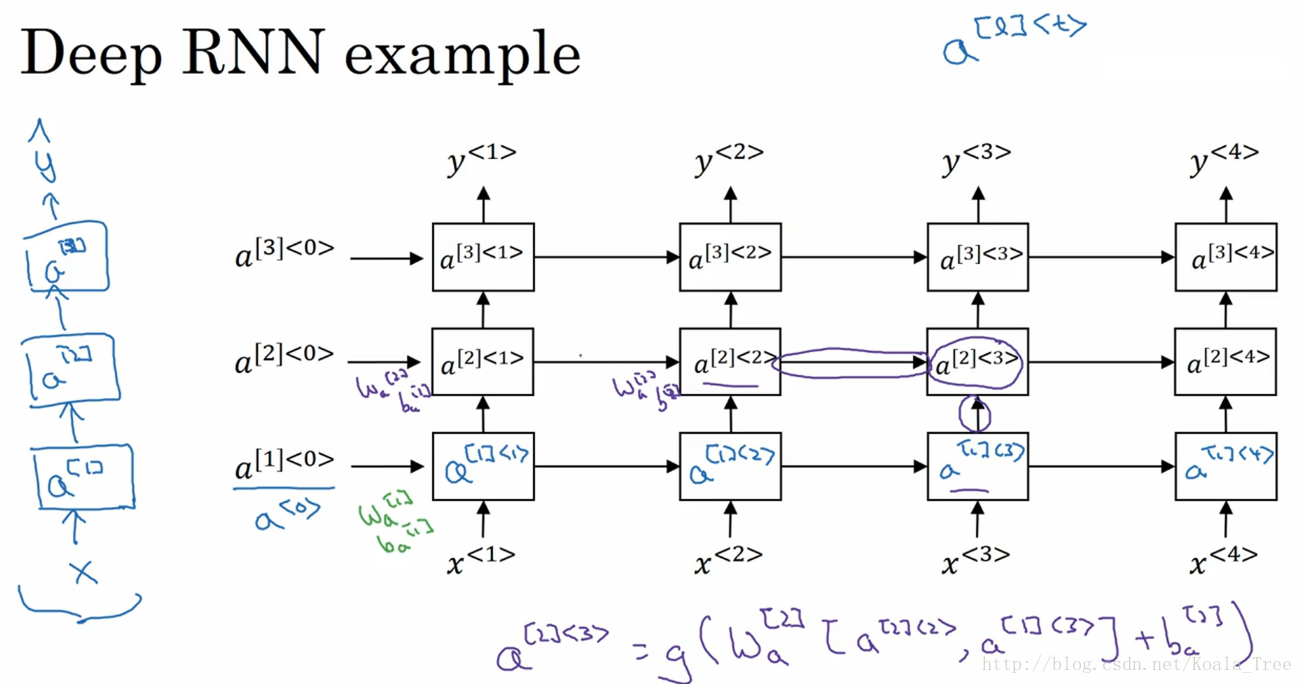 Deep RNN example
a^[l]<t>
ŷ
y^<1> y^<2> y^<3> y^<4>
a^[3]
a^[3]<0> a^[3]<1> a^[3]<2> a^[3]<3> a^[3]<4>
a^[2]
a^[2]<0> a^[2]<1> a^[2]<2> a^[2]<3> a^[2]<4>
W_a^[2] b_a^[2] W_a^[2] b^[2]
a^[1]
a^[1]<0> a^[1]<1> a^[1]<2> a^[1]<3> a^[1]<4>
a^<0>
W_a^[1]
b_a^[1]
x
x^<1> x^<2> x^<3> x^<4>
a^[2]<3> = g(W_a^[2] [a^[2]<2>, a^[1]<3>] + b_a^[2])
http://blog.csdn.net/Koala_Tree